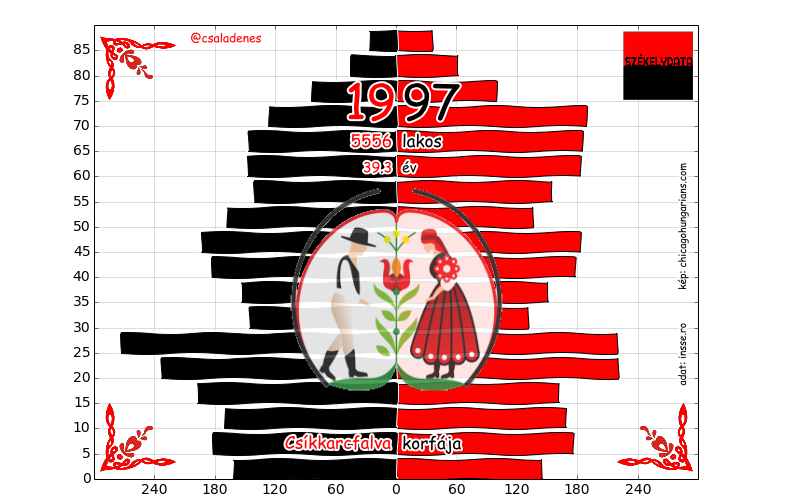 @csaladenes
SZÉKELYDATA
1997
5556 lakos
39.3 év
Csíkkarcfalva korfája
kép: chicagohungarians.com
adat: insse.ro
85
80
75
70
65
60
55
50
45
40
35
30
25
20
15
10
5
0
240 180 120 60 0 60 120 180 240